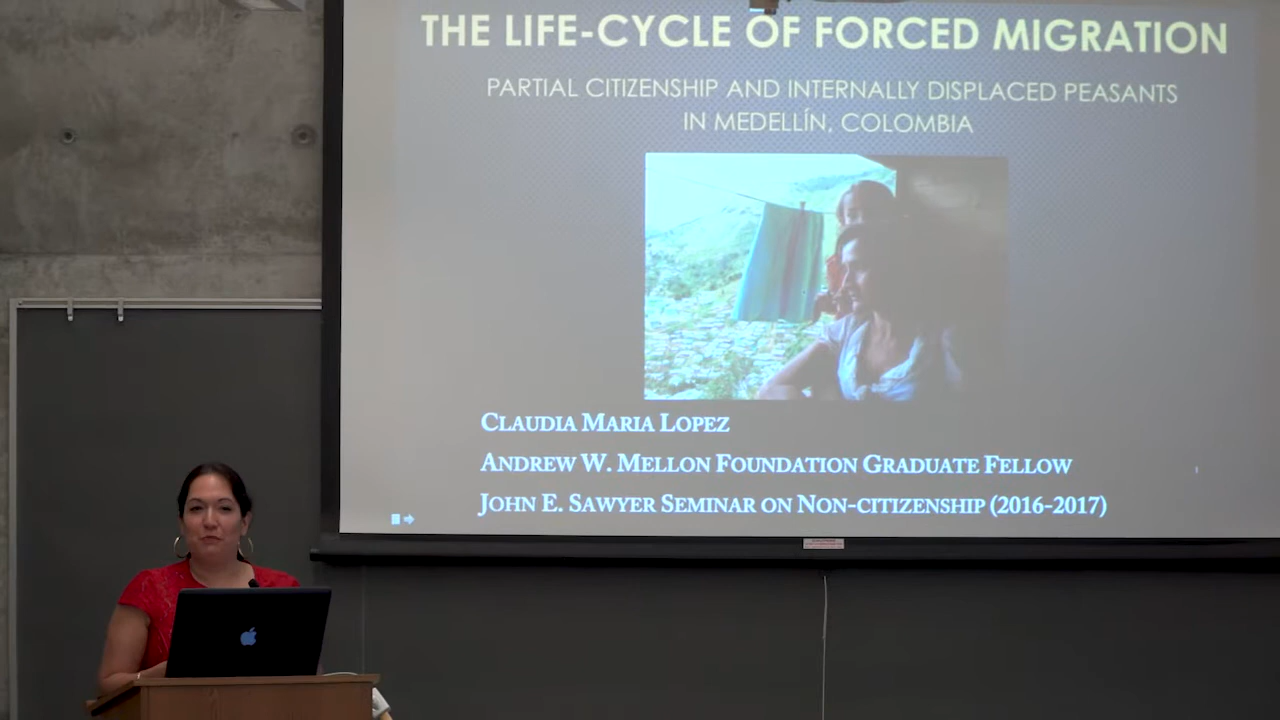 THE LIFE-CYCLE OF FORCED MIGRATION
PARTIAL CITIZENSHIP AND INTERNALLY DISPLACED PEASANTS
IN MEDELLÍN, COLOMBIA
CLAUDIA MARIA LOPEZ
ANDREW W. MELLON FOUNDATION GRADUATE FELLOW
JOHN E. SAWYER SEMINAR ON NON-CITIZENSHIP (2016-2017)